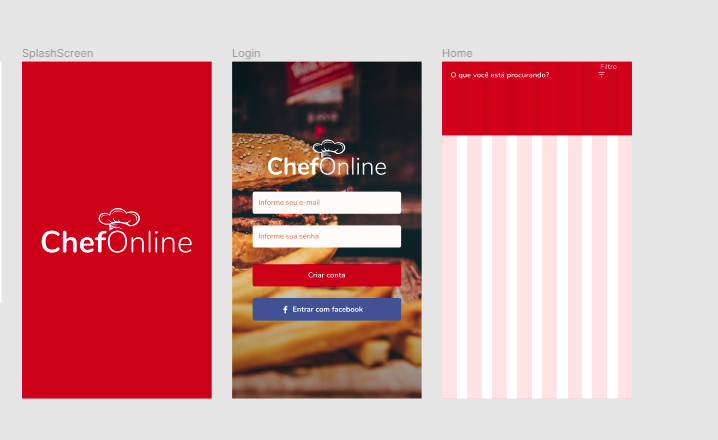 SplashScreen
Login
Home
ChefOnline
ChefOnline
Informe seu e-mail
Informe sua senha
Criar conta
Entrar com facebook
O que você está procurando?
Filtro